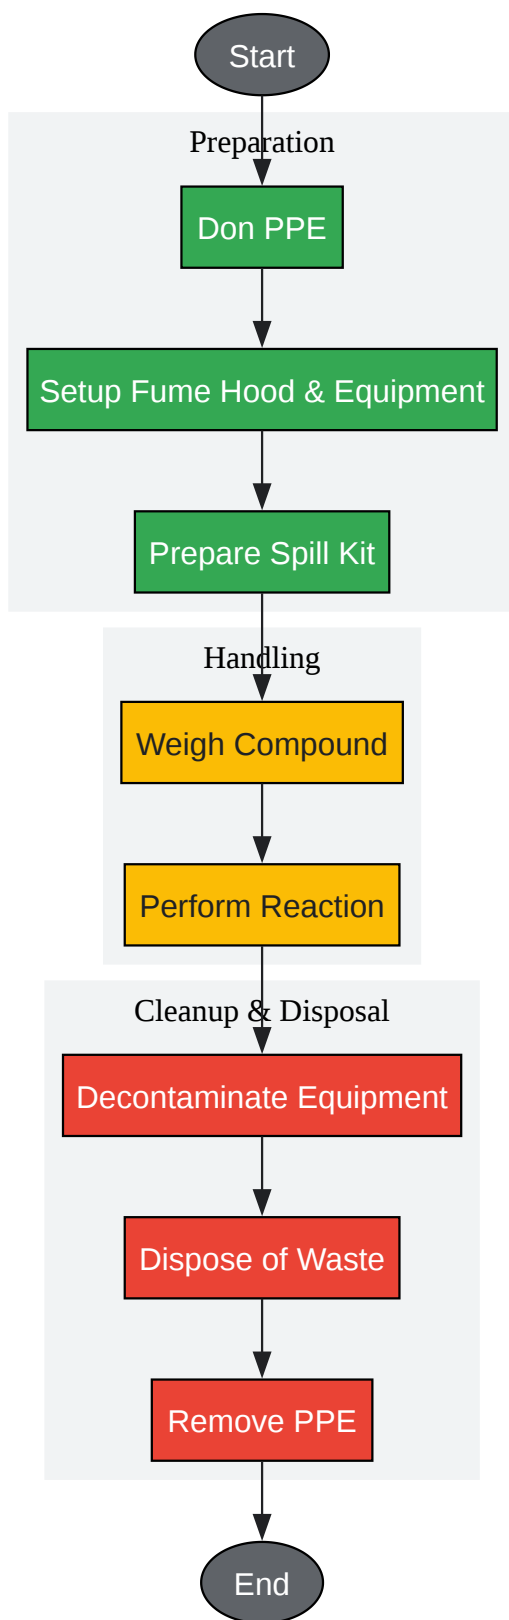 Start
Preparation
Don PPE
Setup Fume Hood & Equipment
Prepare Spill Kit
Handling
Weigh Compound
Perform Reaction
Cleanup & Disposal
Decontaminate Equipment
Dispose of Waste
Remove PPE
End